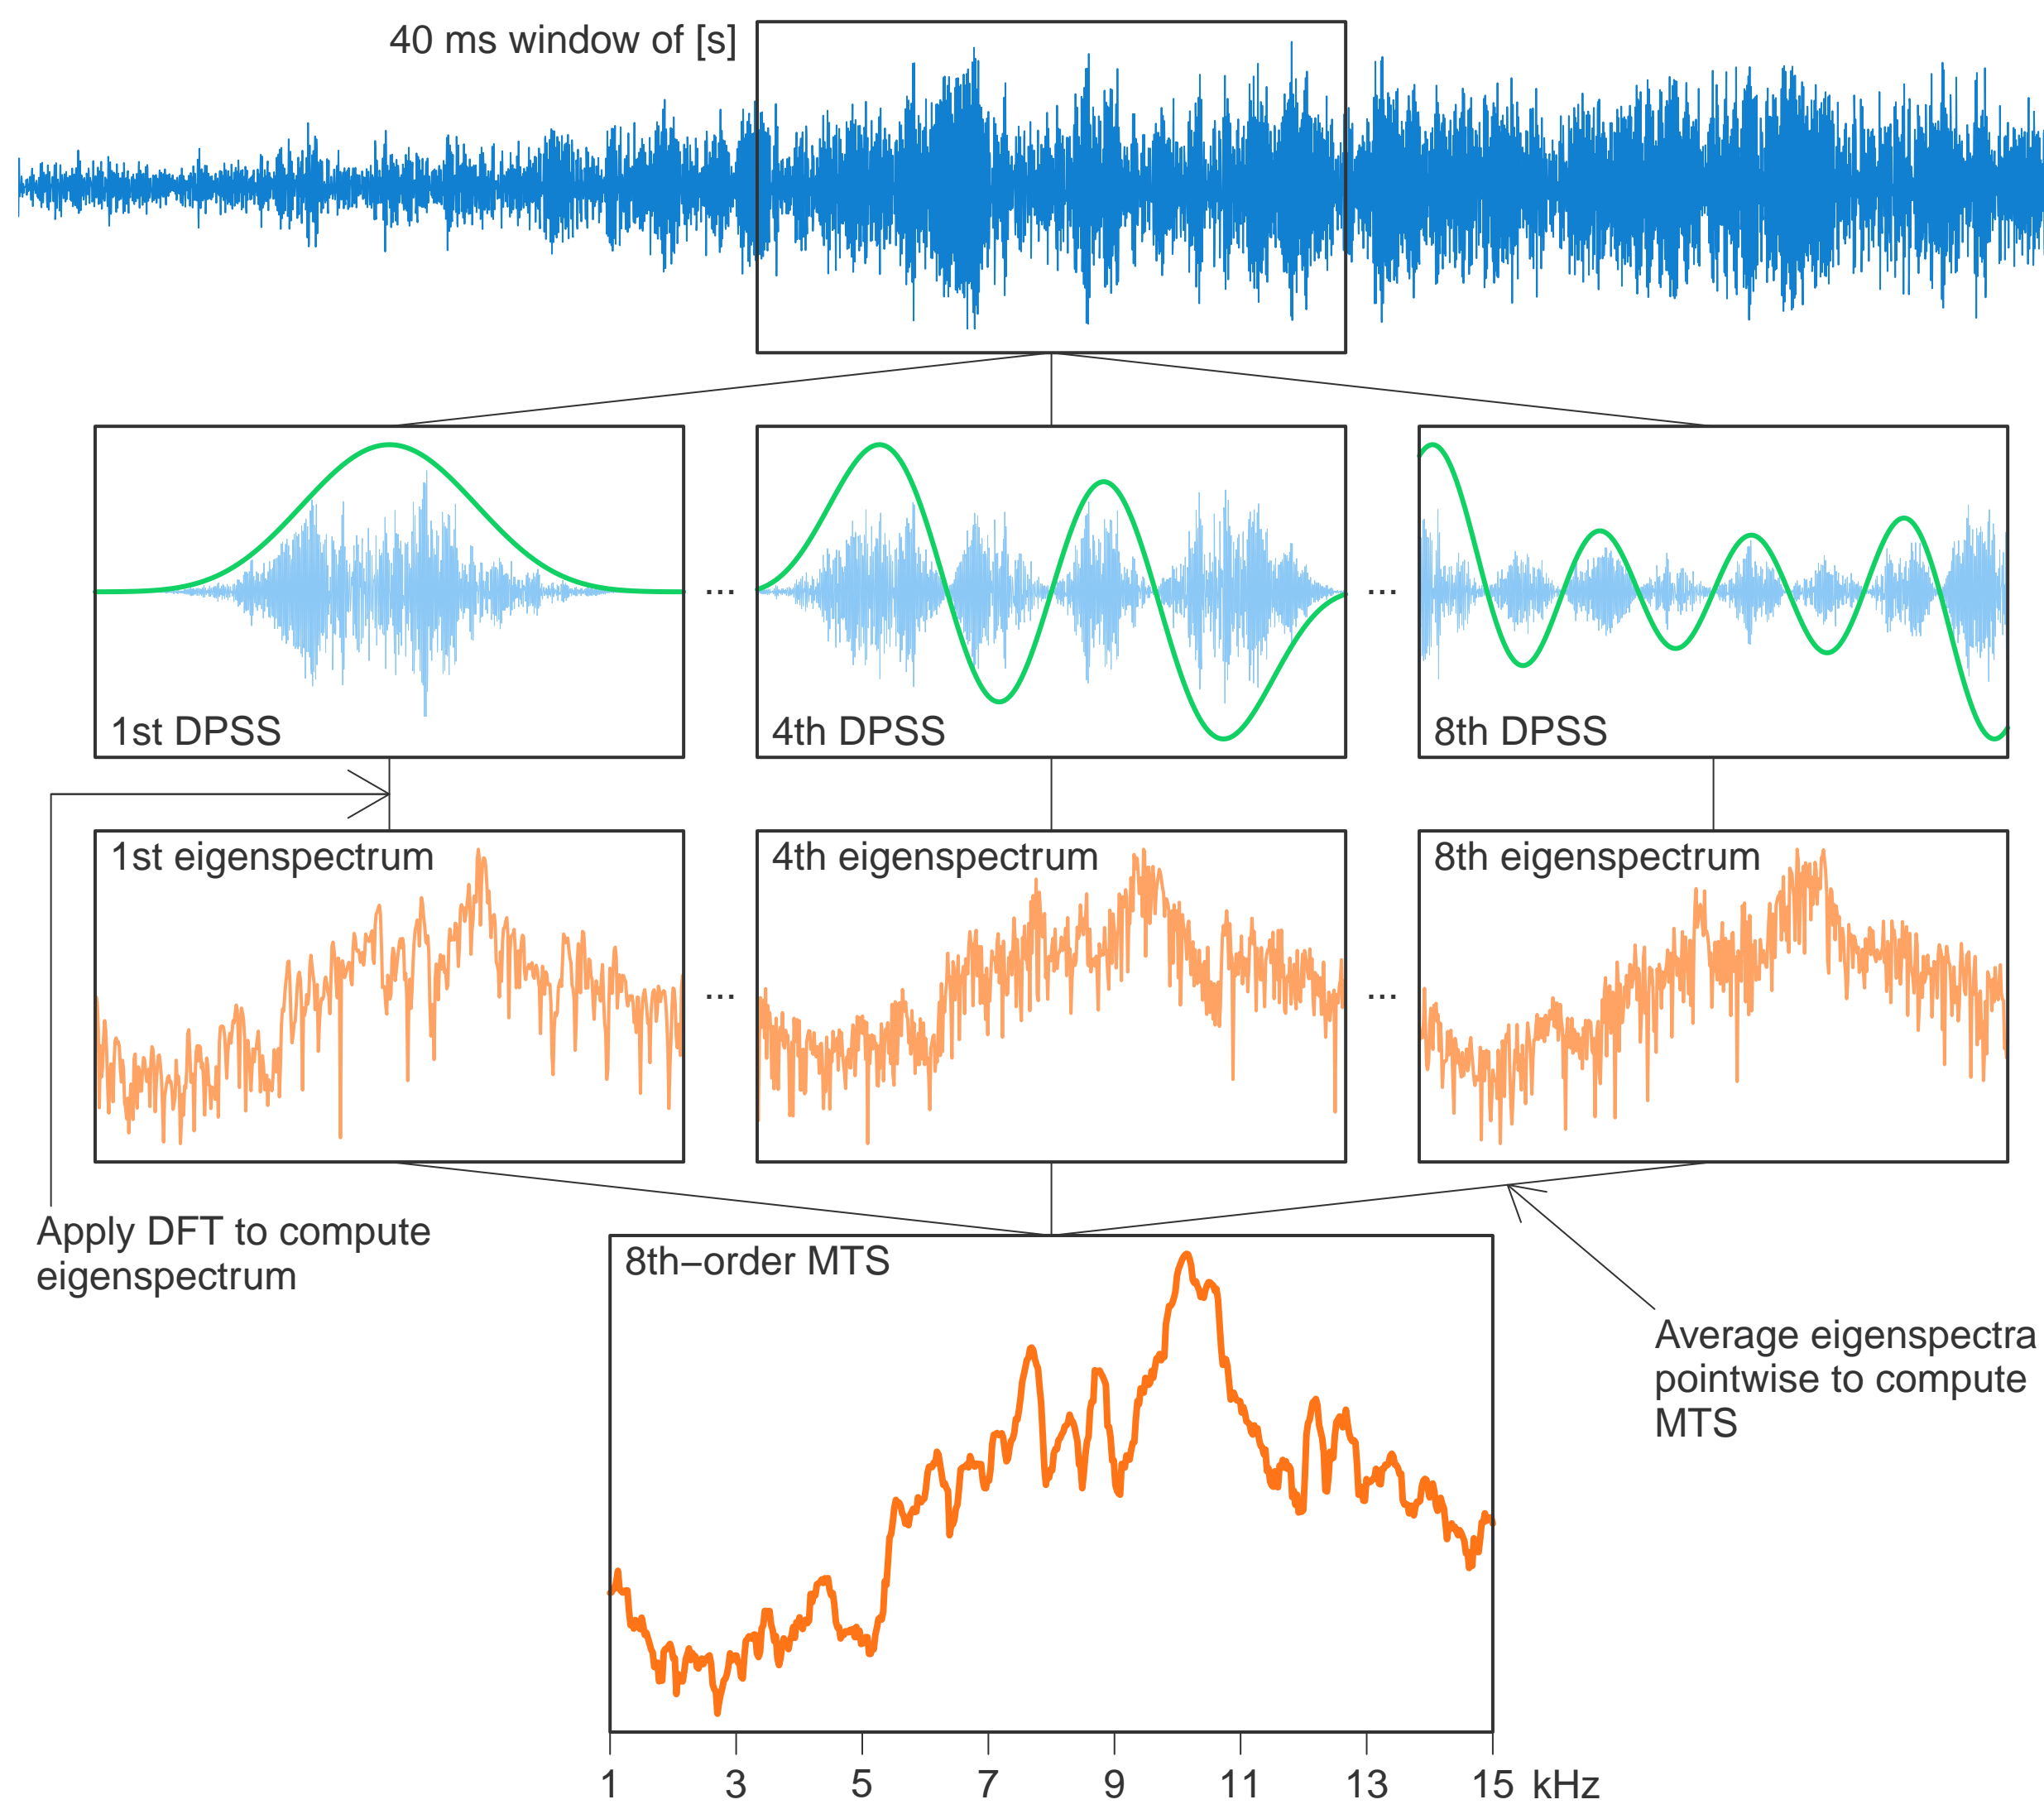 40 ms window of [s]
1st DPSS
...
4th DPSS
...
8th DPSS
1st eigenspectrum
...
4th eigenspectrum
...
8th eigenspectrum
Apply DFT to compute
eigenspectrum
8th−order MTS
Average eigenspectra
pointwise to compute
MTS
1 3 5 7 9 11 13 15 kHz